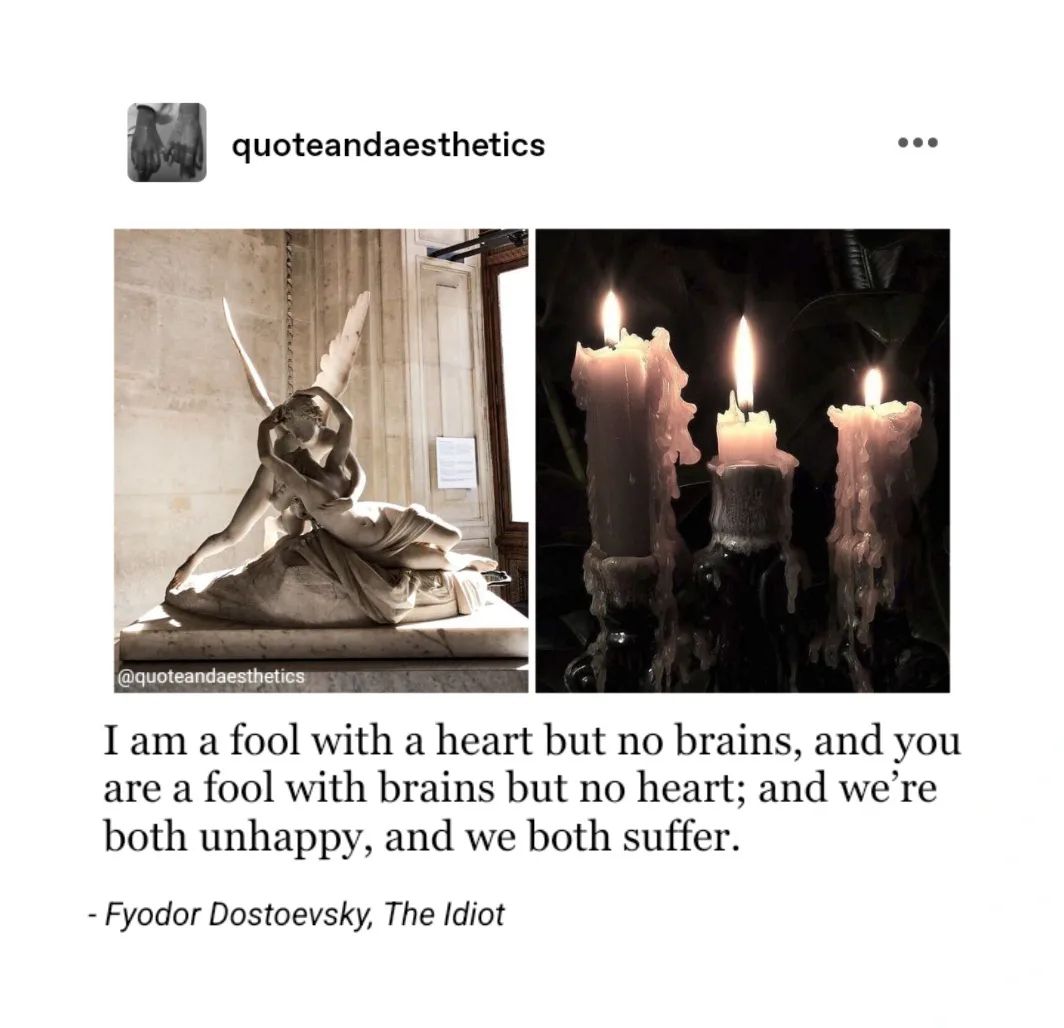 quoteandaesthetics
@quoteandaesthetics
I am a fool with a heart but no brains, and you
are a fool with brains but no heart; and we’re
both unhappy, and we both suffer.
- Fyodor Dostoevsky, The Idiot